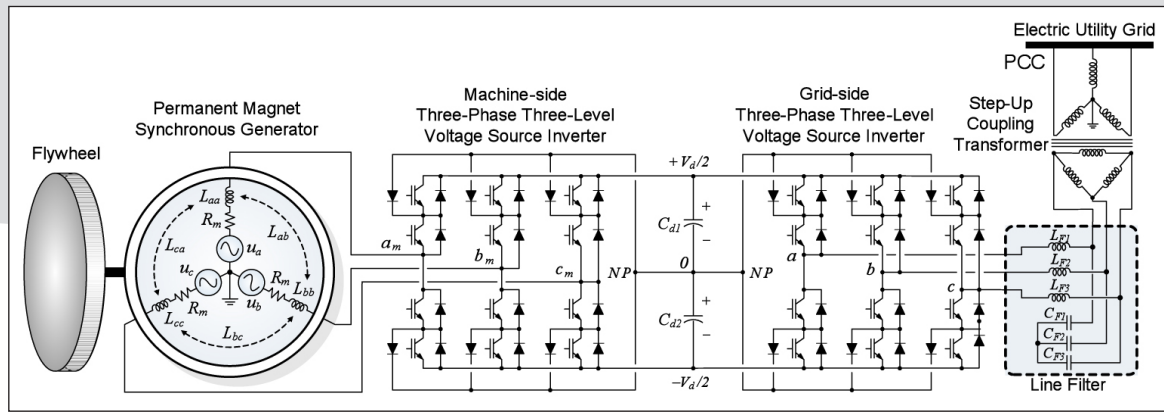 Electric Utility Grid
PCC
Step-Up
Coupling
Transformer
Machine-side
Three-Phase Three-Level
Voltage Source Inverter
Grid-side
Three-Phase Three-Level
Voltage Source Inverter
Permanent Magnet
Synchronous Generator
Flywheel
L_aa
R_m
u_a
L_ca
L_ab
u_c
R_m
L_cc
u_b
R_m
L_bb
L_bc
a_m
b_m
c_m
+V_d/2
C_d1
+
−
NP
0
NP
C_d2
+
−
−V_d/2
a
b
c
L_F1
L_F2
L_F3
C_F1
C_F2
C_F3
Line Filter